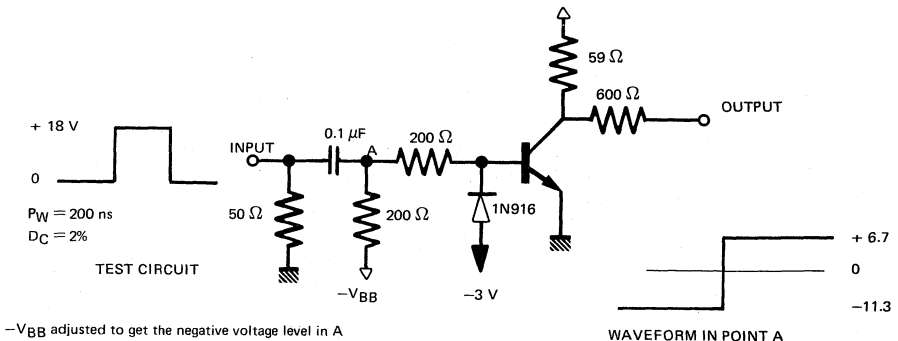 59 Ω
600 Ω
OUTPUT
+ 18 V
0.1 µF
200 Ω
INPUT
A
0
PW = 200 ns
DC = 2%
50 Ω
200 Ω
1N916
+ 6.7
0
TEST CIRCUIT
−VBB
−3 V
−11.3
−VBB adjusted to get the negative voltage level in A
WAVEFORM IN POINT A